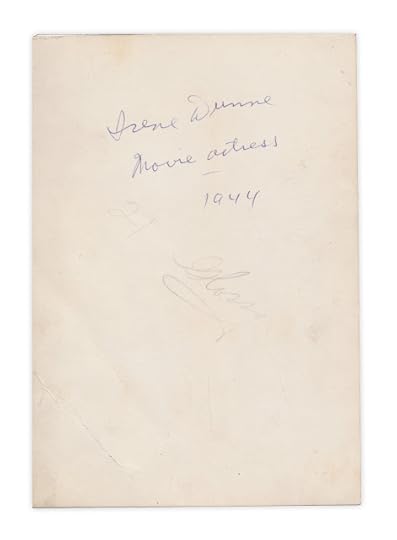 Irene Dunne
Movie actress
1944